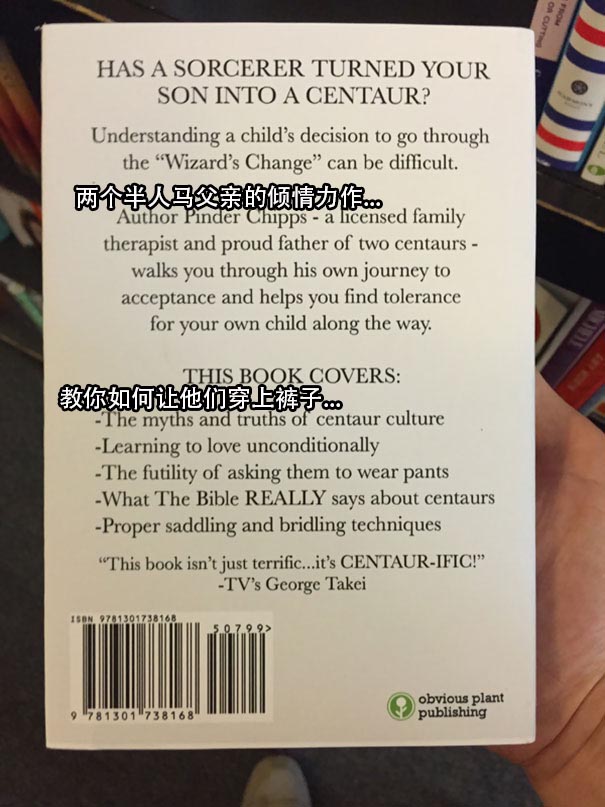 HAS A SORCERER TURNED YOUR
SON INTO A CENTAUR?
Understanding a child's decision to go through
the “Wizard's Change” can be difficult.
两个半人马父亲的倾情力作...
Author Pinder Chipps - a licensed family
therapist and proud father of two centaurs -
walks you through his own journey to
acceptance and helps you find tolerance
for your own child along the way.
THIS BOOK COVERS:
教你如何让他们穿上裤子...
-The myths and truths of centaur culture
-Learning to love unconditionally
-The futility of asking them to wear pants
-What The Bible REALLY says about centaurs
-Proper saddling and bridling techniques
“This book isn't just terrific...it's CENTAUR-IFIC!”
-TV's George Takei
ISBN 9781301738168
50799>
9 781301 738168
obvious plant
publishing
FROM
OR CUTTING